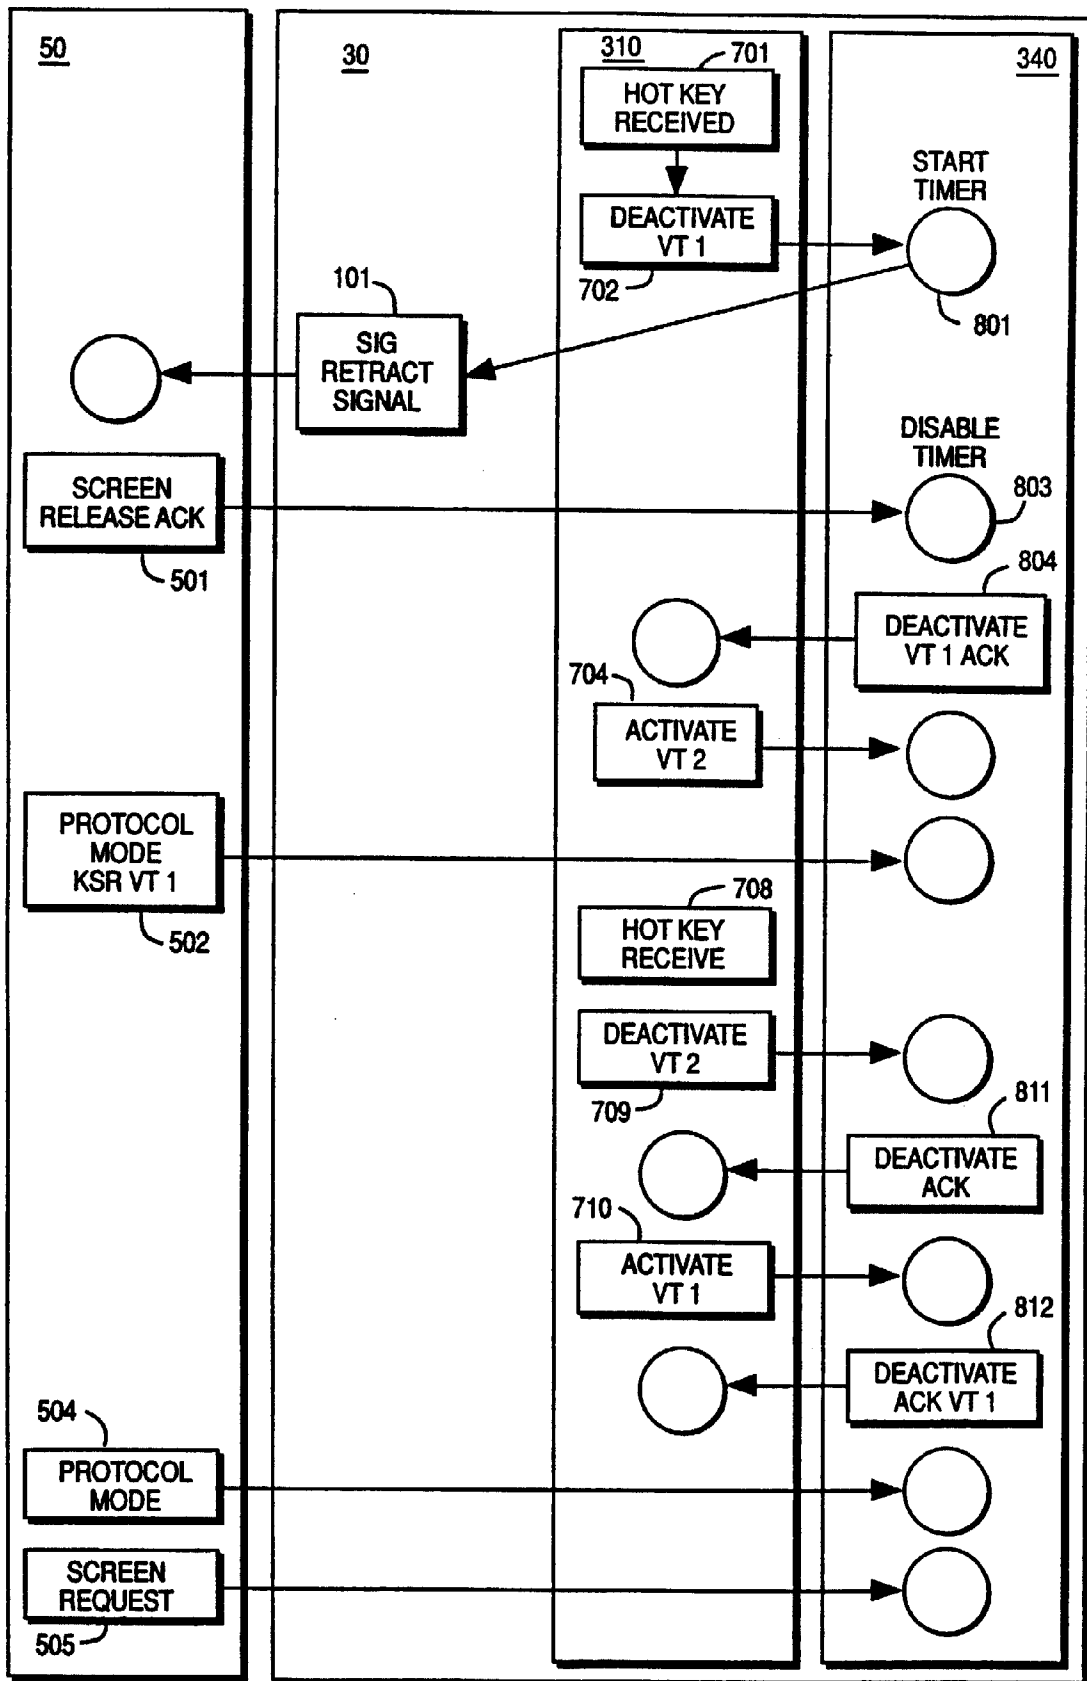 50
30
310
340
701
HOT KEY
RECEIVED
START
TIMER
DEACTIVATE
VT 1
702
801
101
SIG
RETRACT
SIGNAL
DISABLE
TIMER
803
SCREEN
RELEASE ACK
501
804
DEACTIVATE
VT 1 ACK
704
ACTIVATE
VT 2
PROTOCOL
MODE
KSR VT 1
502
708
HOT KEY
RECEIVE
DEACTIVATE
VT 2
709
811
DEACTIVATE
ACK
710
ACTIVATE
VT 1
812
DEACTIVATE
ACK VT 1
504
PROTOCOL
MODE
SCREEN
REQUEST
505